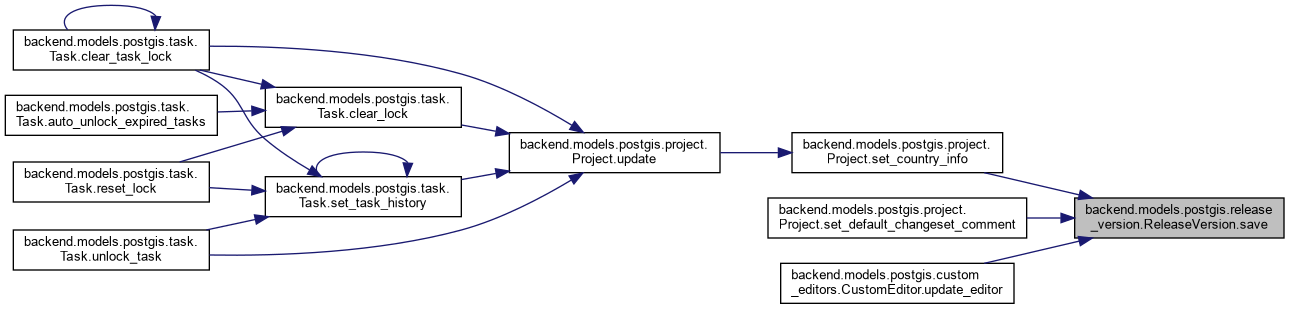 backend.models.postgis.task.
Task.clear_task_lock
backend.models.postgis.task.
Task.auto_unlock_expired_tasks
backend.models.postgis.task.
Task.reset_lock
backend.models.postgis.task.
Task.unlock_task
backend.models.postgis.task.
Task.clear_lock
backend.models.postgis.task.
Task.set_task_history
backend.models.postgis.project.
Project.update
backend.models.postgis.project.
Project.set_country_info
backend.models.postgis.project.
Project.set_default_changeset_comment
backend.models.postgis.custom
_editors.CustomEditor.update_editor
backend.models.postgis.release
_version.ReleaseVersion.save